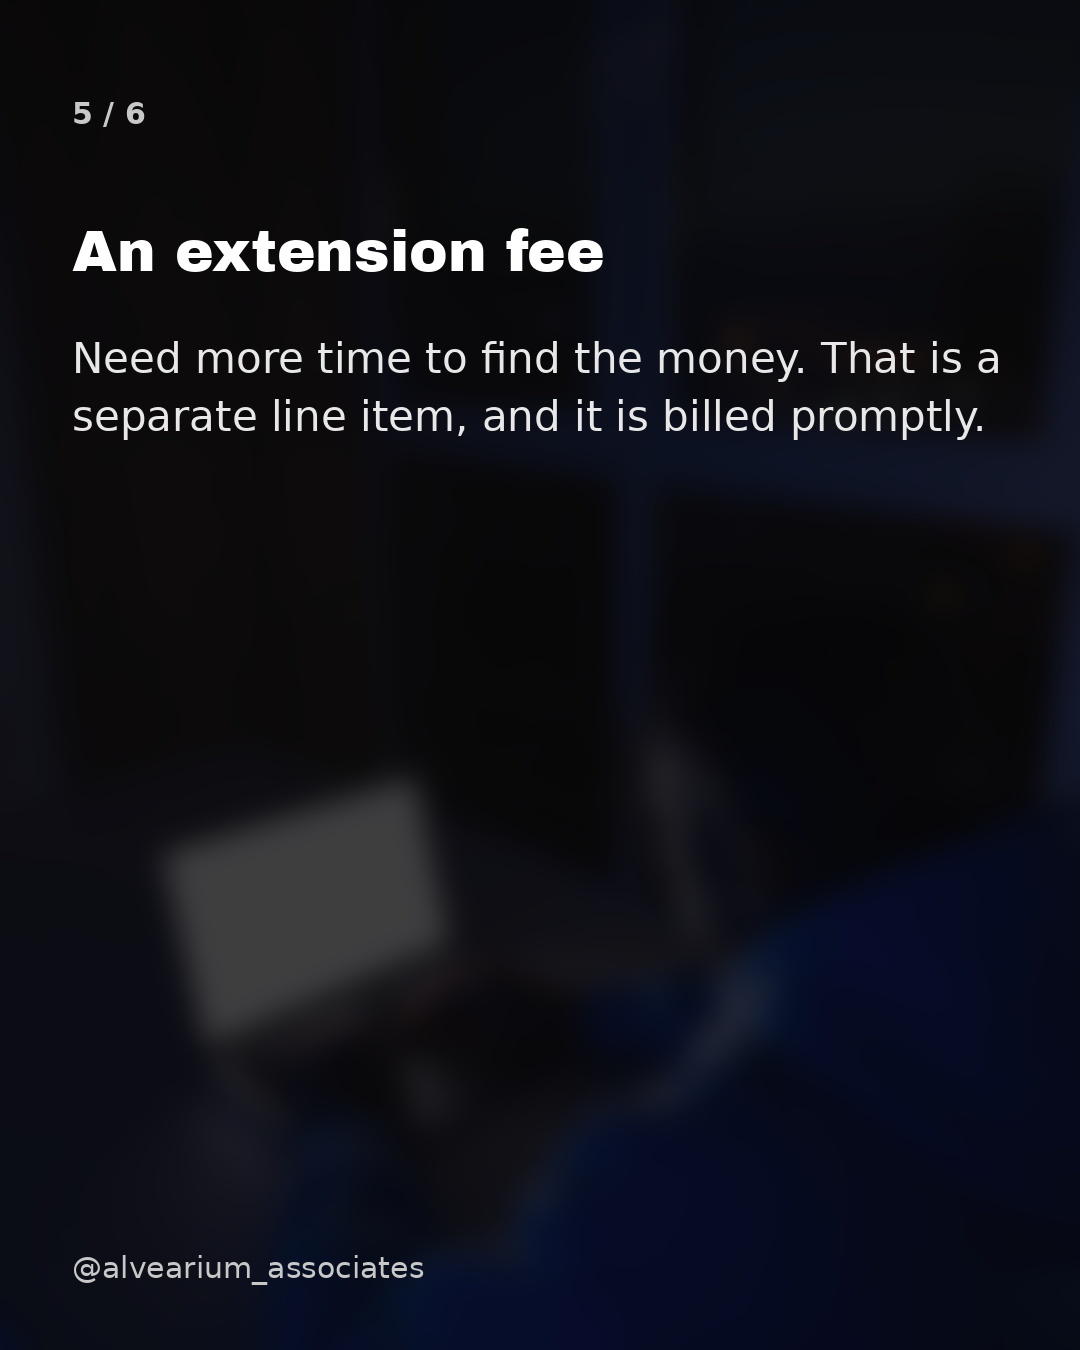 5 / 6
An extension fee
Need more time to find the money. That is a
separate line item, and it is billed promptly.
@alvearium_associates